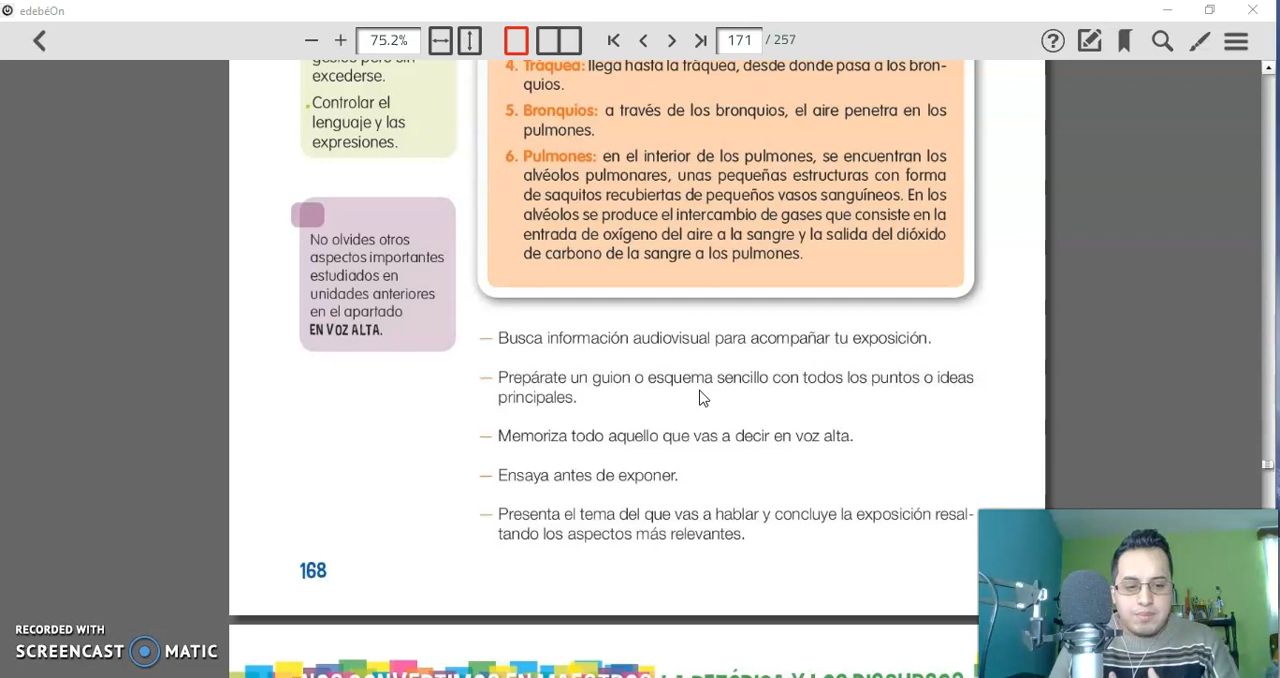 edebéOn
75.2%
171 / 257
excederse.
Controlar el
lenguaje y las
expresiones.
No olvides otros
aspectos importantes
estudiados en
unidades anteriores
en el apartado
EN VOZ ALTA.
4. Tráquea: llega hasta la tráquea, desde donde pasa a los bron-
quios.
5. Bronquios: a través de los bronquios, el aire penetra en los
pulmones.
6. Pulmones: en el interior de los pulmones, se encuentran los
alvéolos pulmonares, unas pequeñas estructuras con forma
de saquitos recubiertas de pequeños vasos sanguíneos. En los
alvéolos se produce el intercambio de gases que consiste en la
entrada de oxígeno del aire a la sangre y la salida del dióxido
de carbono de la sangre a los pulmones.
— Busca información audiovisual para acompañar tu exposición.
— Prepárate un guion o esquema sencillo con todos los puntos o ideas
principales.
— Memoriza todo aquello que vas a decir en voz alta.
— Ensaya antes de exponer.
— Presenta el tema del que vas a hablar y concluye la exposición resal-
tando los aspectos más relevantes.
168
RECORDED WITH
SCREENCAST MATIC